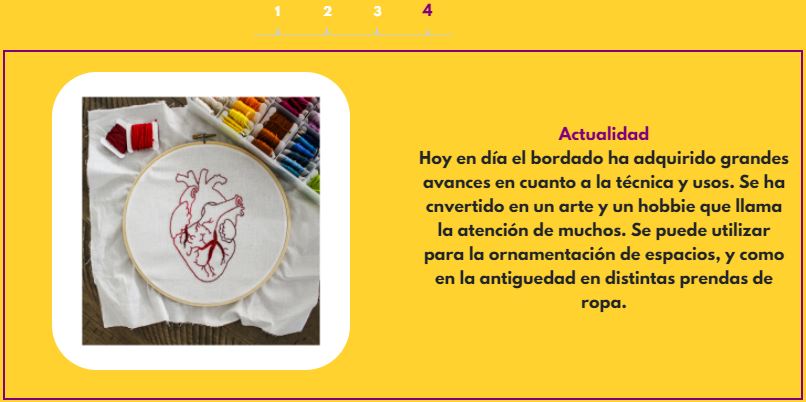 1 2 3 4
Actualidad
Hoy en día el bordado ha adquirido grandes
avances en cuanto a la técnica y usos. Se ha
cnvertido en un arte y un hobbie que llama
la atención de muchos. Se puede utilizar
para la ornamentación de espacios, y como
en la antiguedad en distintas prendas de
ropa.